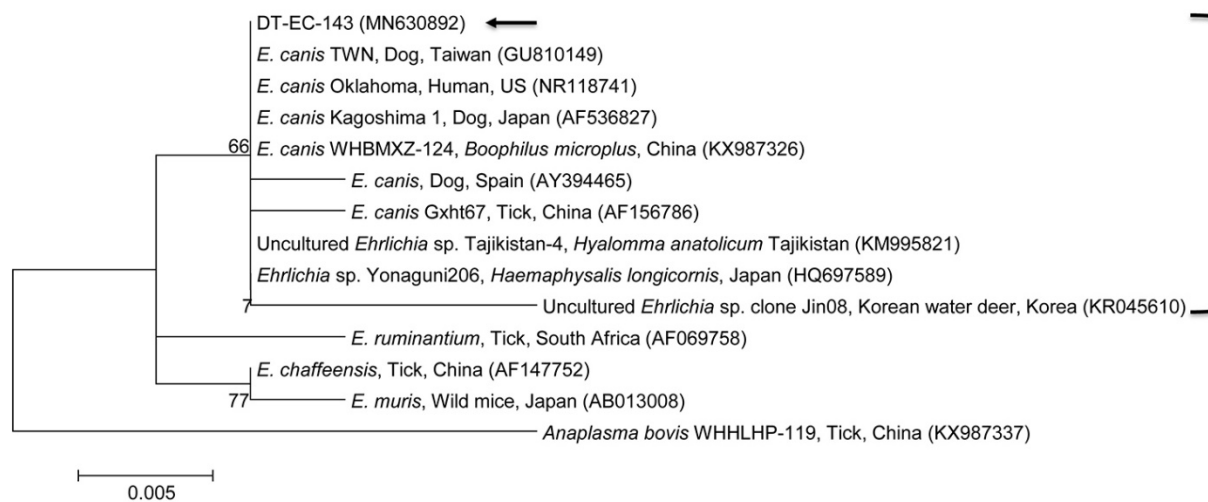 DT-EC-143 (MN630892)
E. canis TWN, Dog, Taiwan (GU810149)
E. canis Oklahoma, Human, US (NR118741)
E. canis Kagoshima 1, Dog, Japan (AF536827)
66
E. canis WHBMXZ-124, Boophilus microplus, China (KX987326)
E. canis, Dog, Spain (AY394465)
E. canis Gxht67, Tick, China (AF156786)
Uncultured Ehrlichia sp. Tajikistan-4, Hyalomma anatolicum Tajikistan (KM995821)
Ehrlichia sp. Yonaguni206, Haemaphysalis longicornis, Japan (HQ697589)
7
Uncultured Ehrlichia sp. clone Jin08, Korean water deer, Korea (KR045610)
E. ruminantium, Tick, South Africa (AF069758)
E. chaffeensis, Tick, China (AF147752)
77
E. muris, Wild mice, Japan (AB013008)
Anaplasma bovis WHHLHP-119, Tick, China (KX987337)
0.005